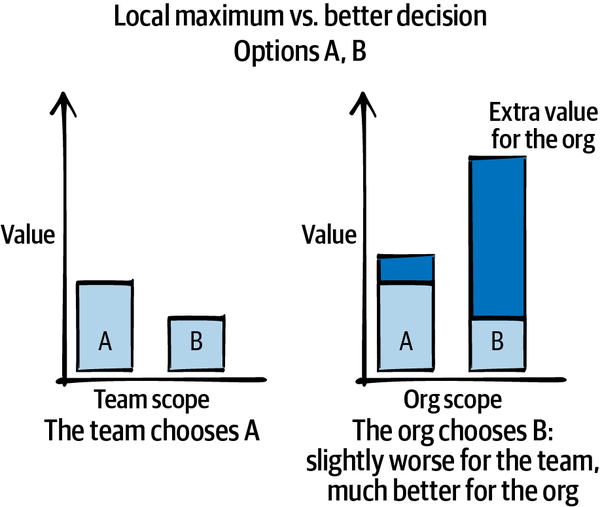 Local maximum vs. better decision
Options A, B
Value
A
B
Team scope
The team chooses A
Extra value
for the org
Value
A
B
Org scope
The org chooses B:
slightly worse for the team,
much better for the org